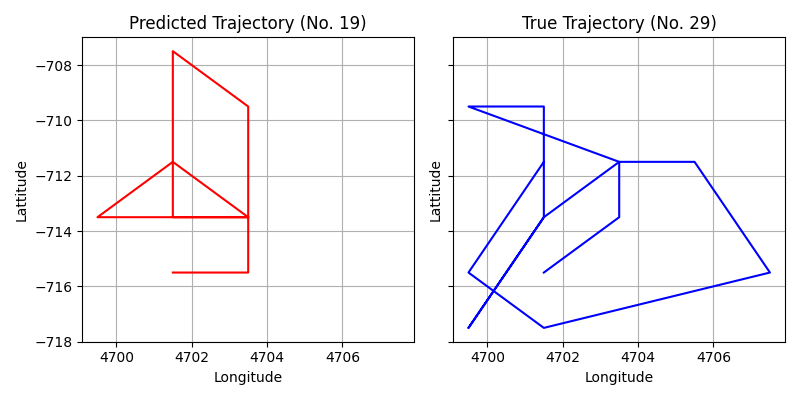 Predicted Trajectory (No. 19)
True Trajectory (No. 29)
−708
−710
−712
−714
−716
−718
Lattitude
Lattitude
4700 4702 4704 4706
4700 4702 4704 4706
Longitude
Longitude